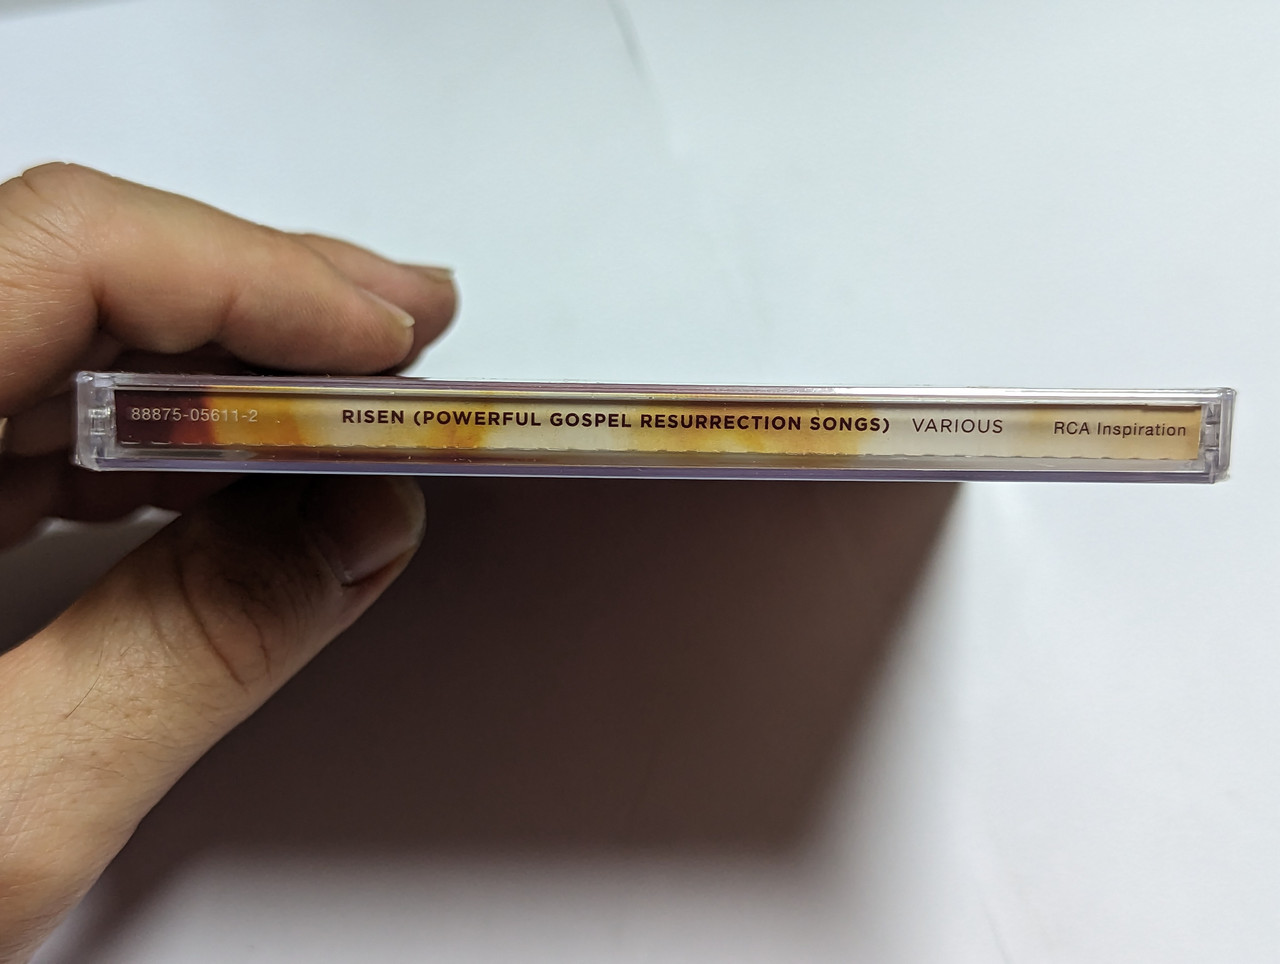 88875-05611-2 RISEN (POWERFUL GOSPEL RESURRECTION SONGS) VARIOUS RCA Inspiration